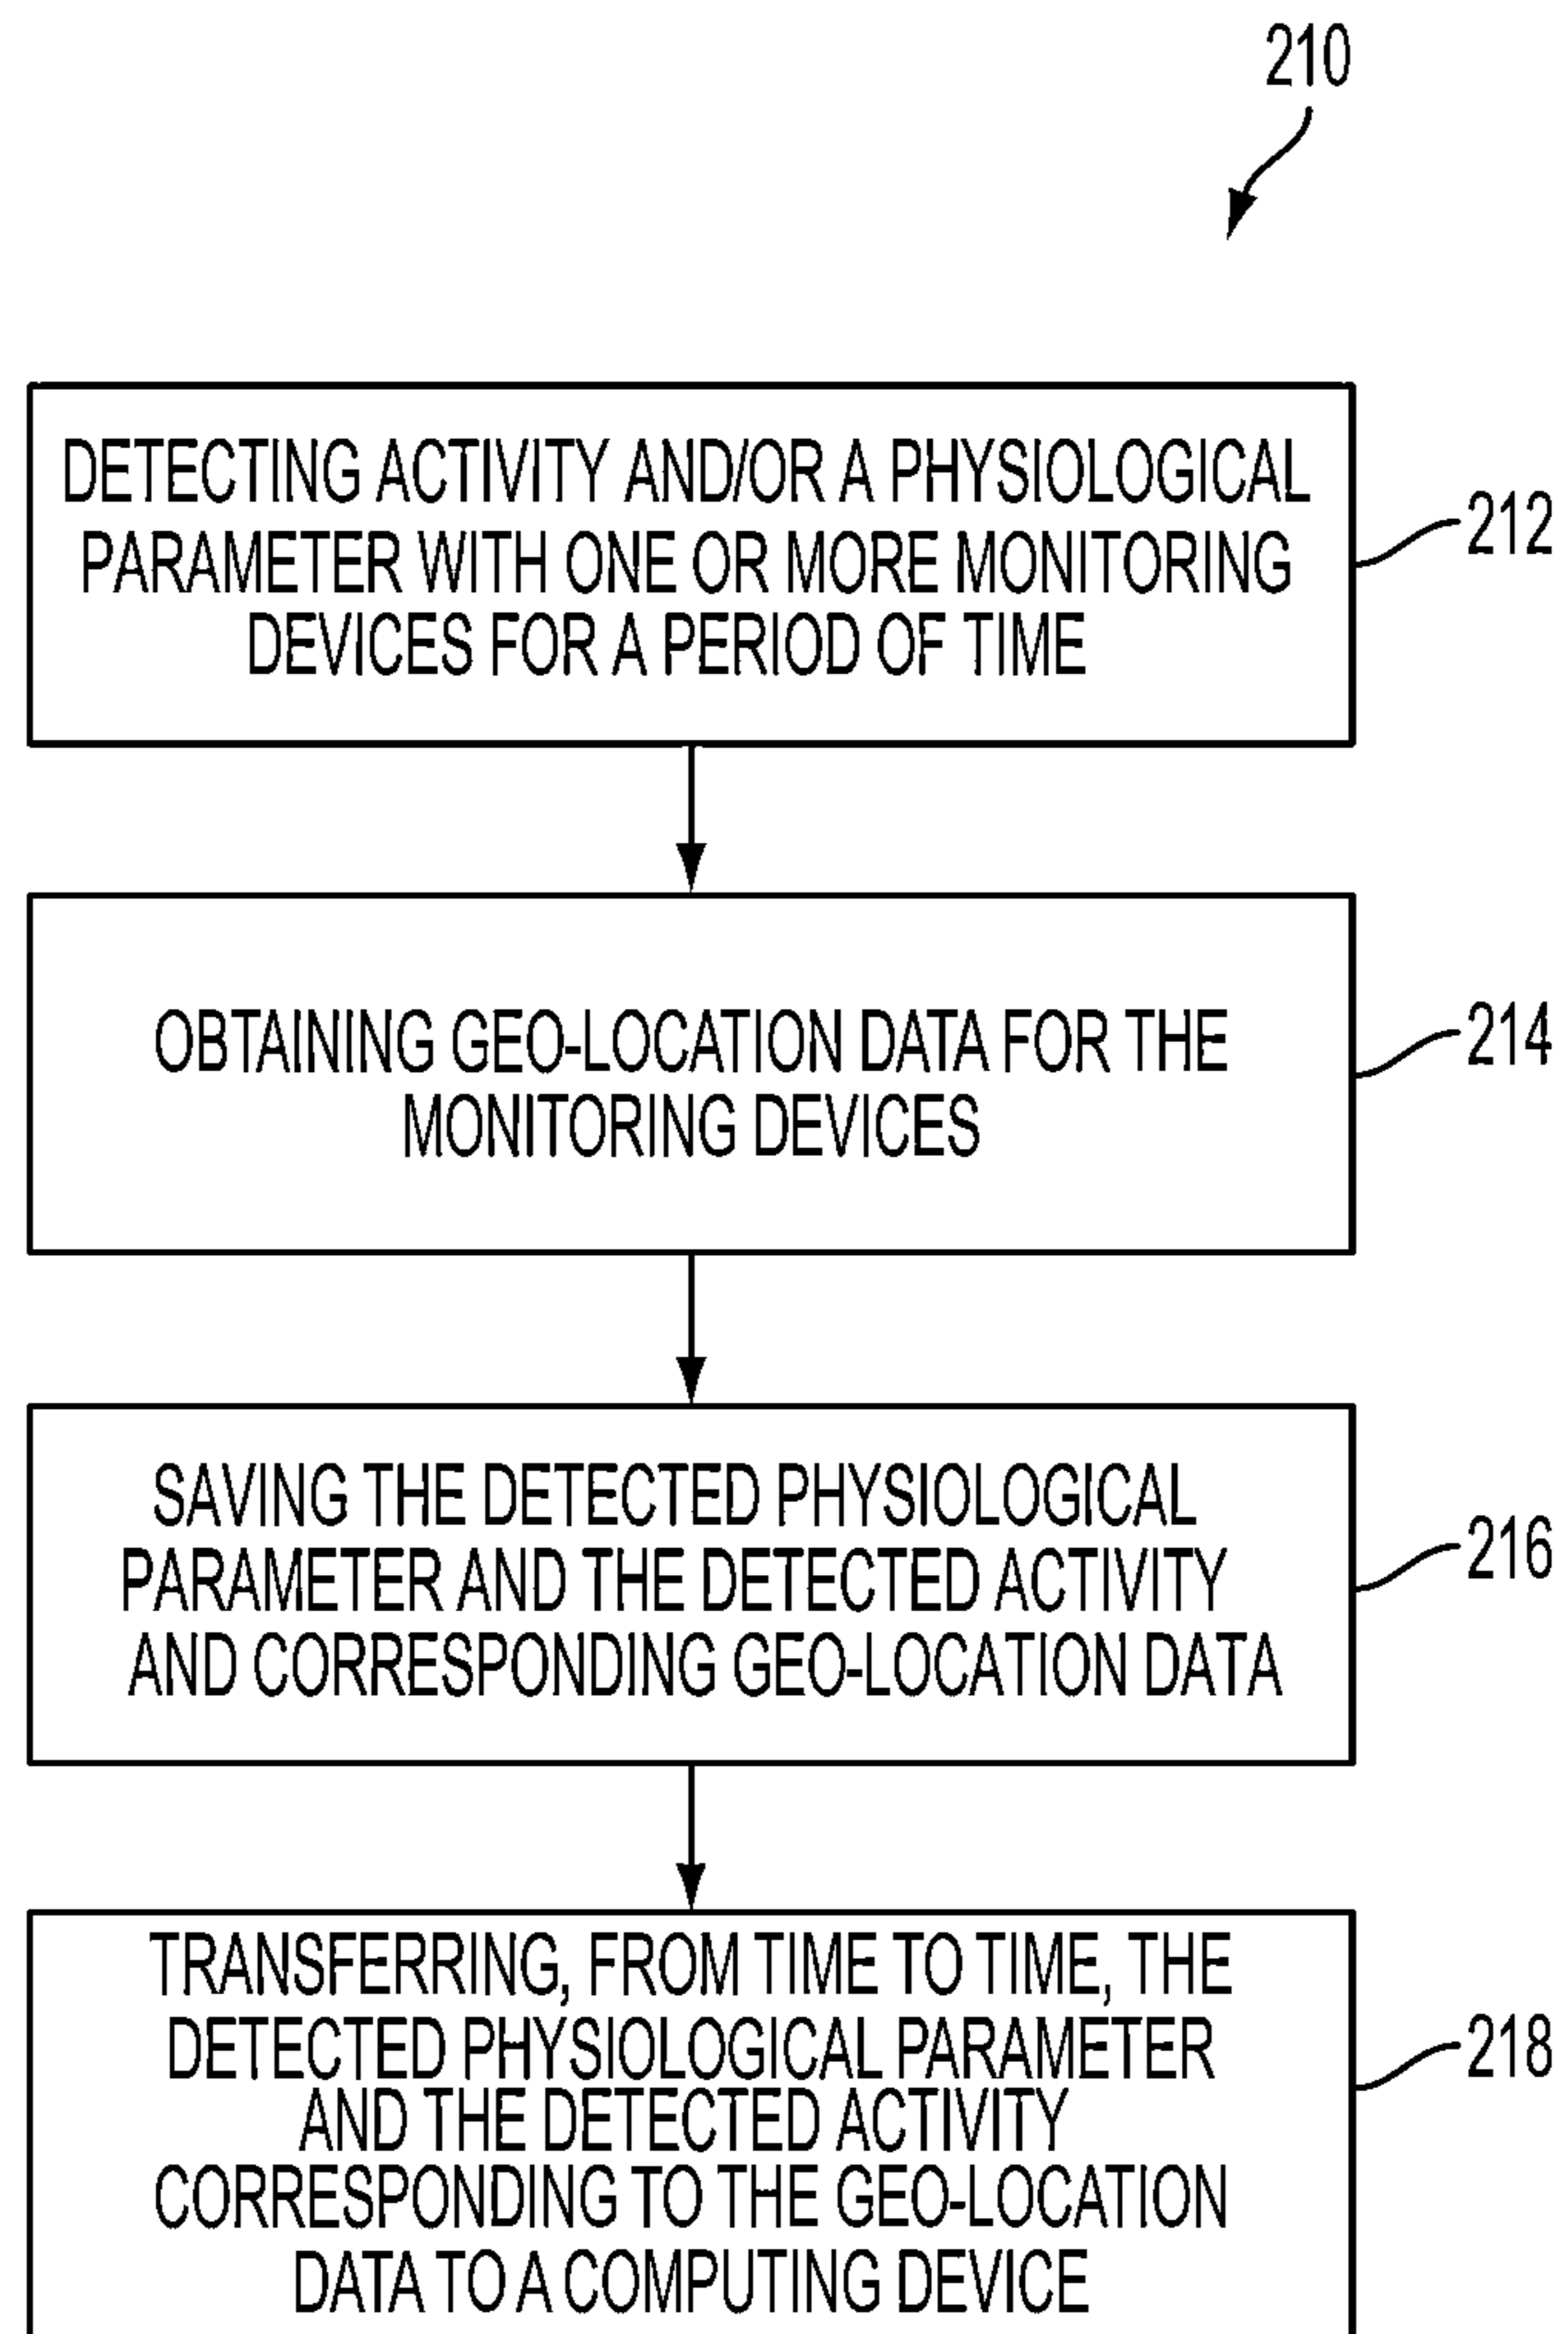 210
DETECTING ACTIVITY AND/OR A PHYSIOLOGICAL
PARAMETER WITH ONE OR MORE MONITORING
DEVICES FOR A PERIOD OF TIME
212
OBTAINING GEO-LOCATION DATA FOR THE
MONITORING DEVICES
214
SAVING THE DETECTED PHYSIOLOGICAL
PARAMETER AND THE DETECTED ACTIVITY
AND CORRESPONDING GEO-LOCATION DATA
216
TRANSFERRING, FROM TIME TO TIME, THE
DETECTED PHYSIOLOGICAL PARAMETER
AND THE DETECTED ACTIVITY
CORRESPONDING TO THE GEO-LOCATION
DATA TO A COMPUTING DEVICE
218